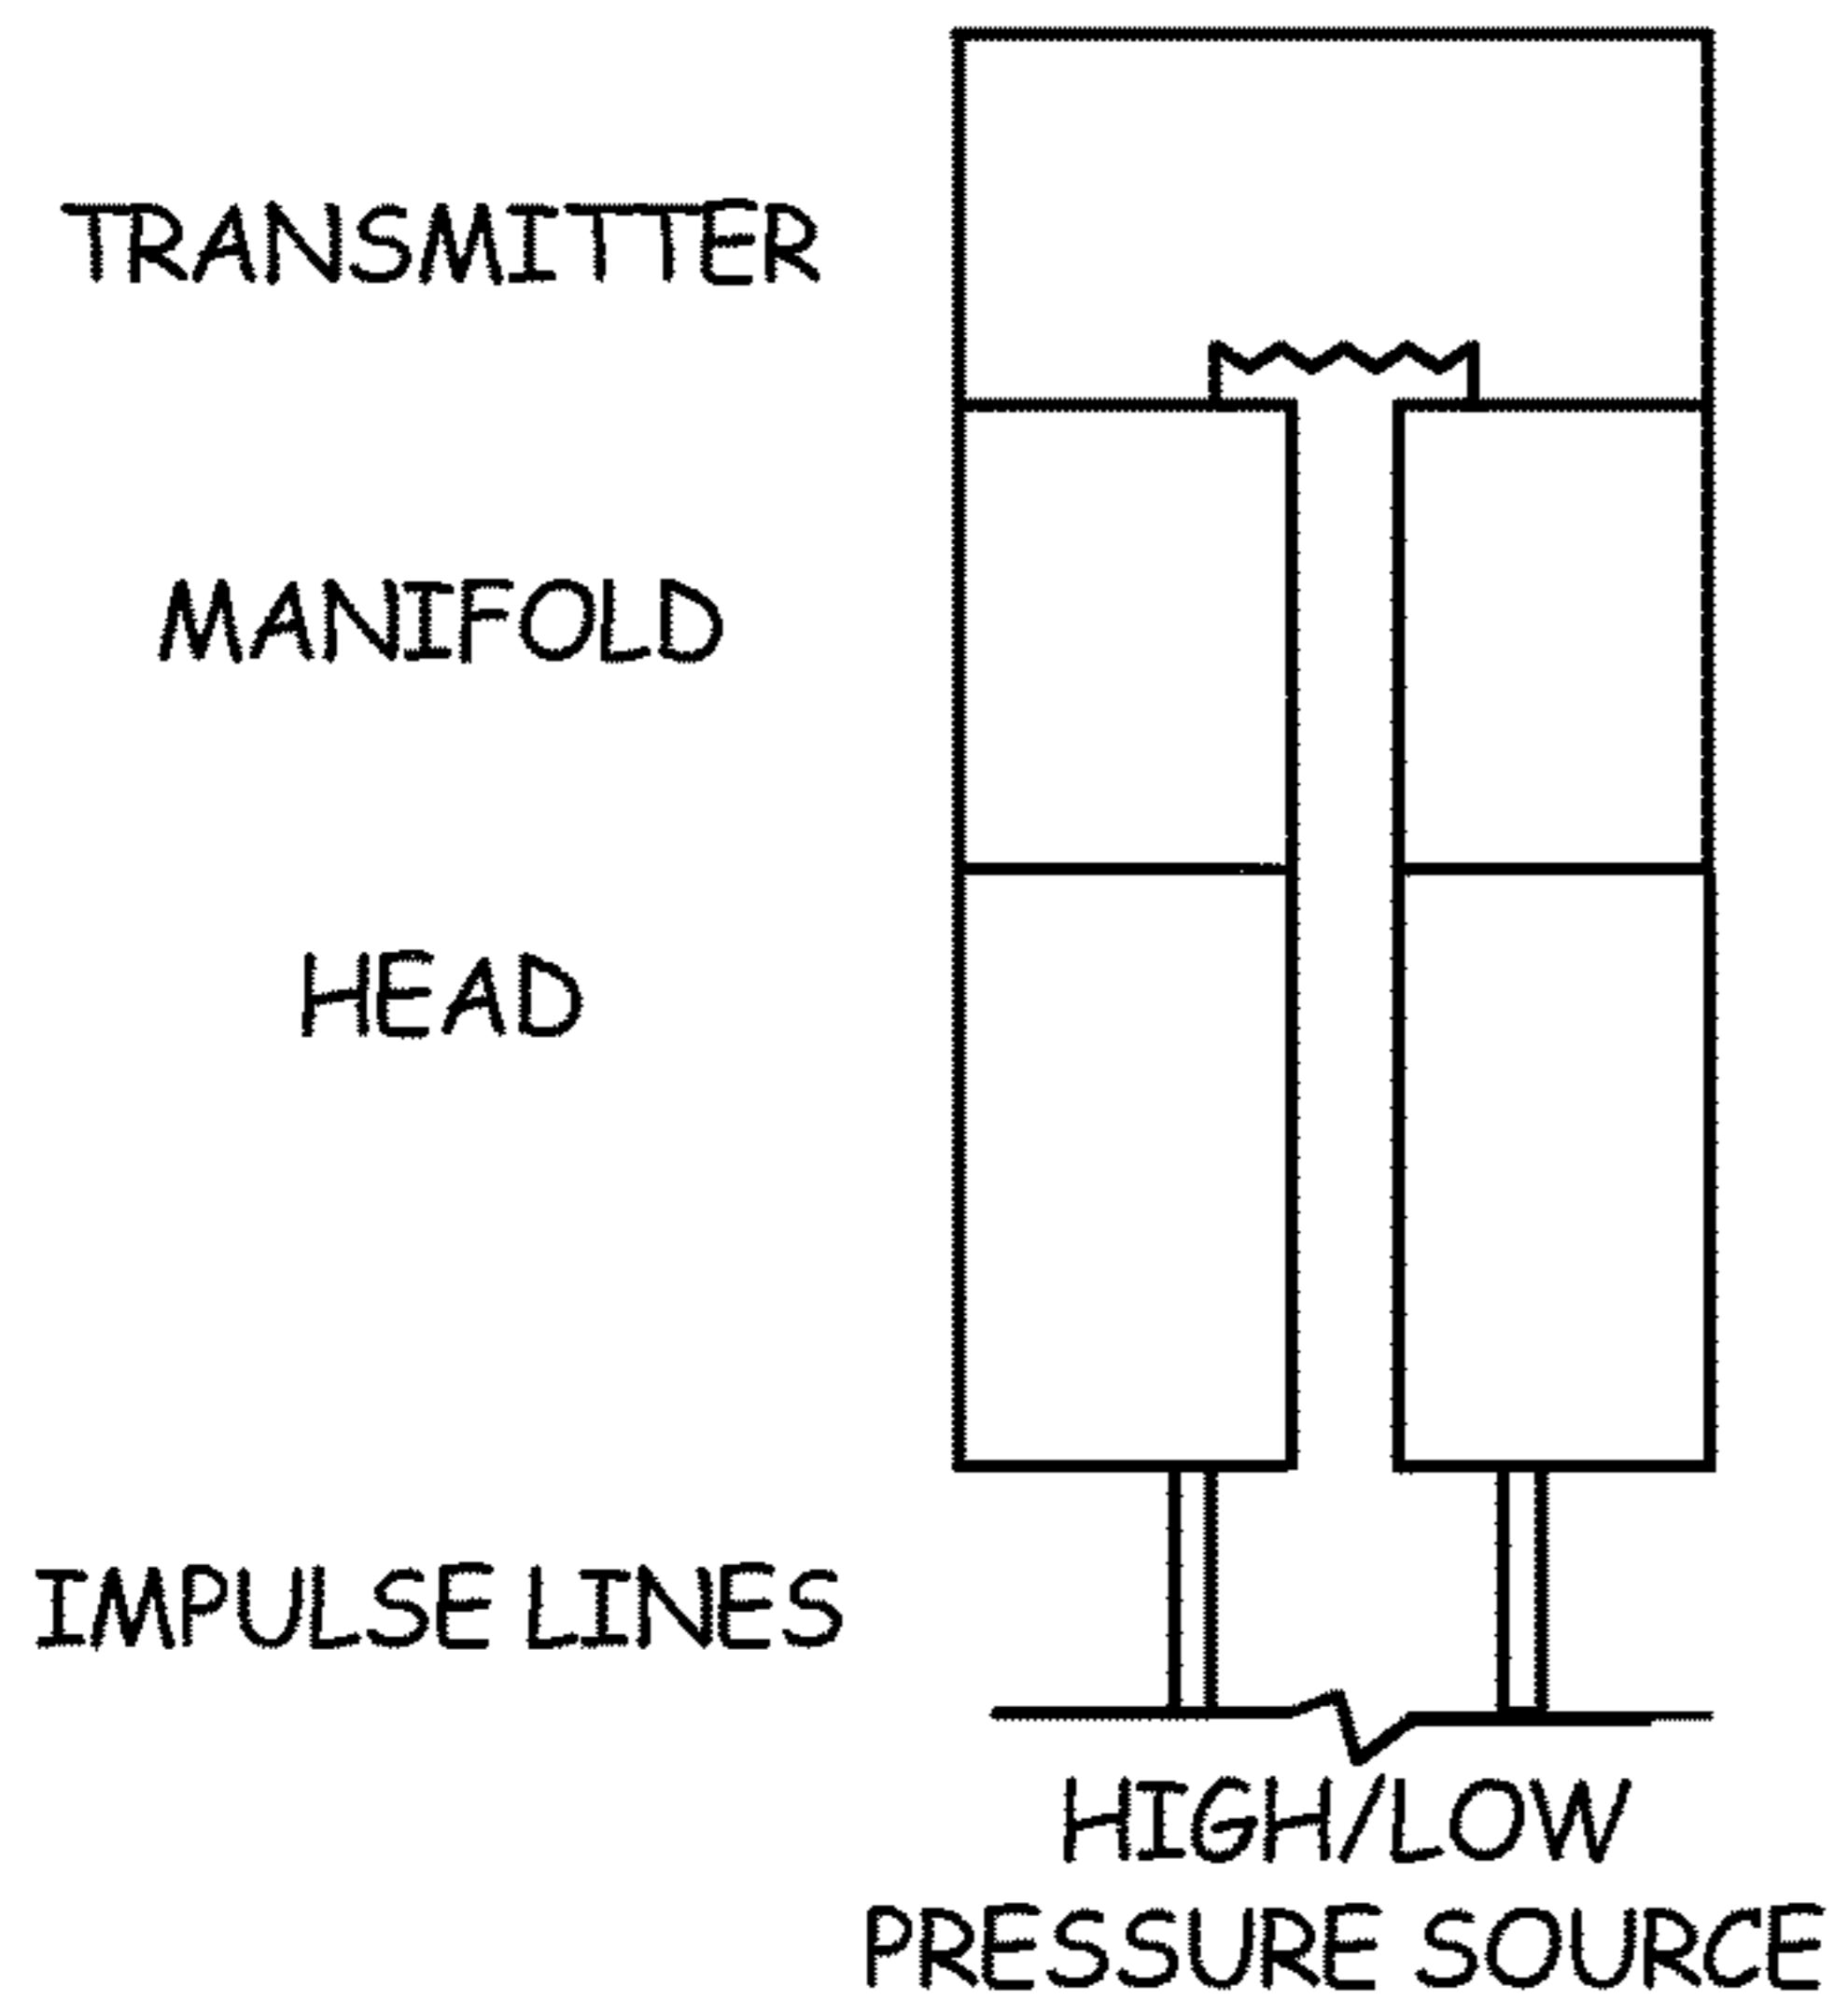 TRANSMITTER
MANIFOLD
HEAD
IMPULSE LINES
HIGH/LOW
PRESSURE SOURCE